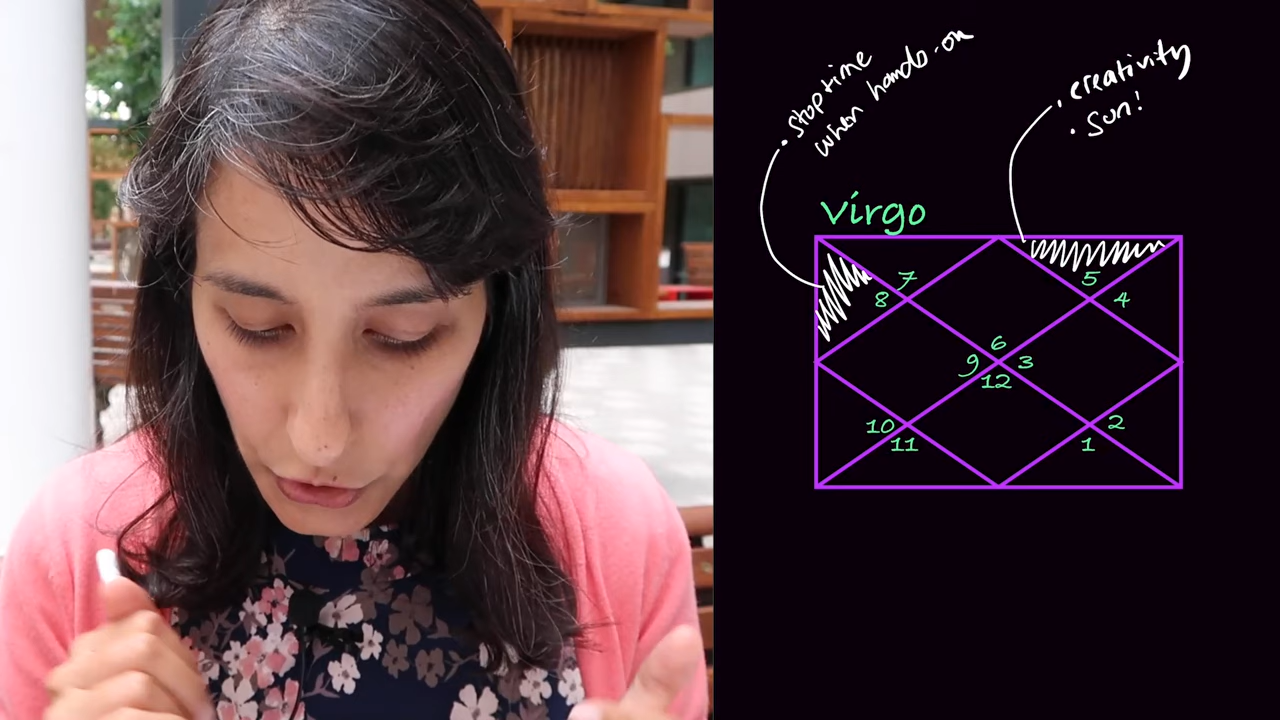 • stop time
when hands-on
• creativity
• Sun!
Virgo
7
8
5
4
6
9
3
12
10
11
2
1